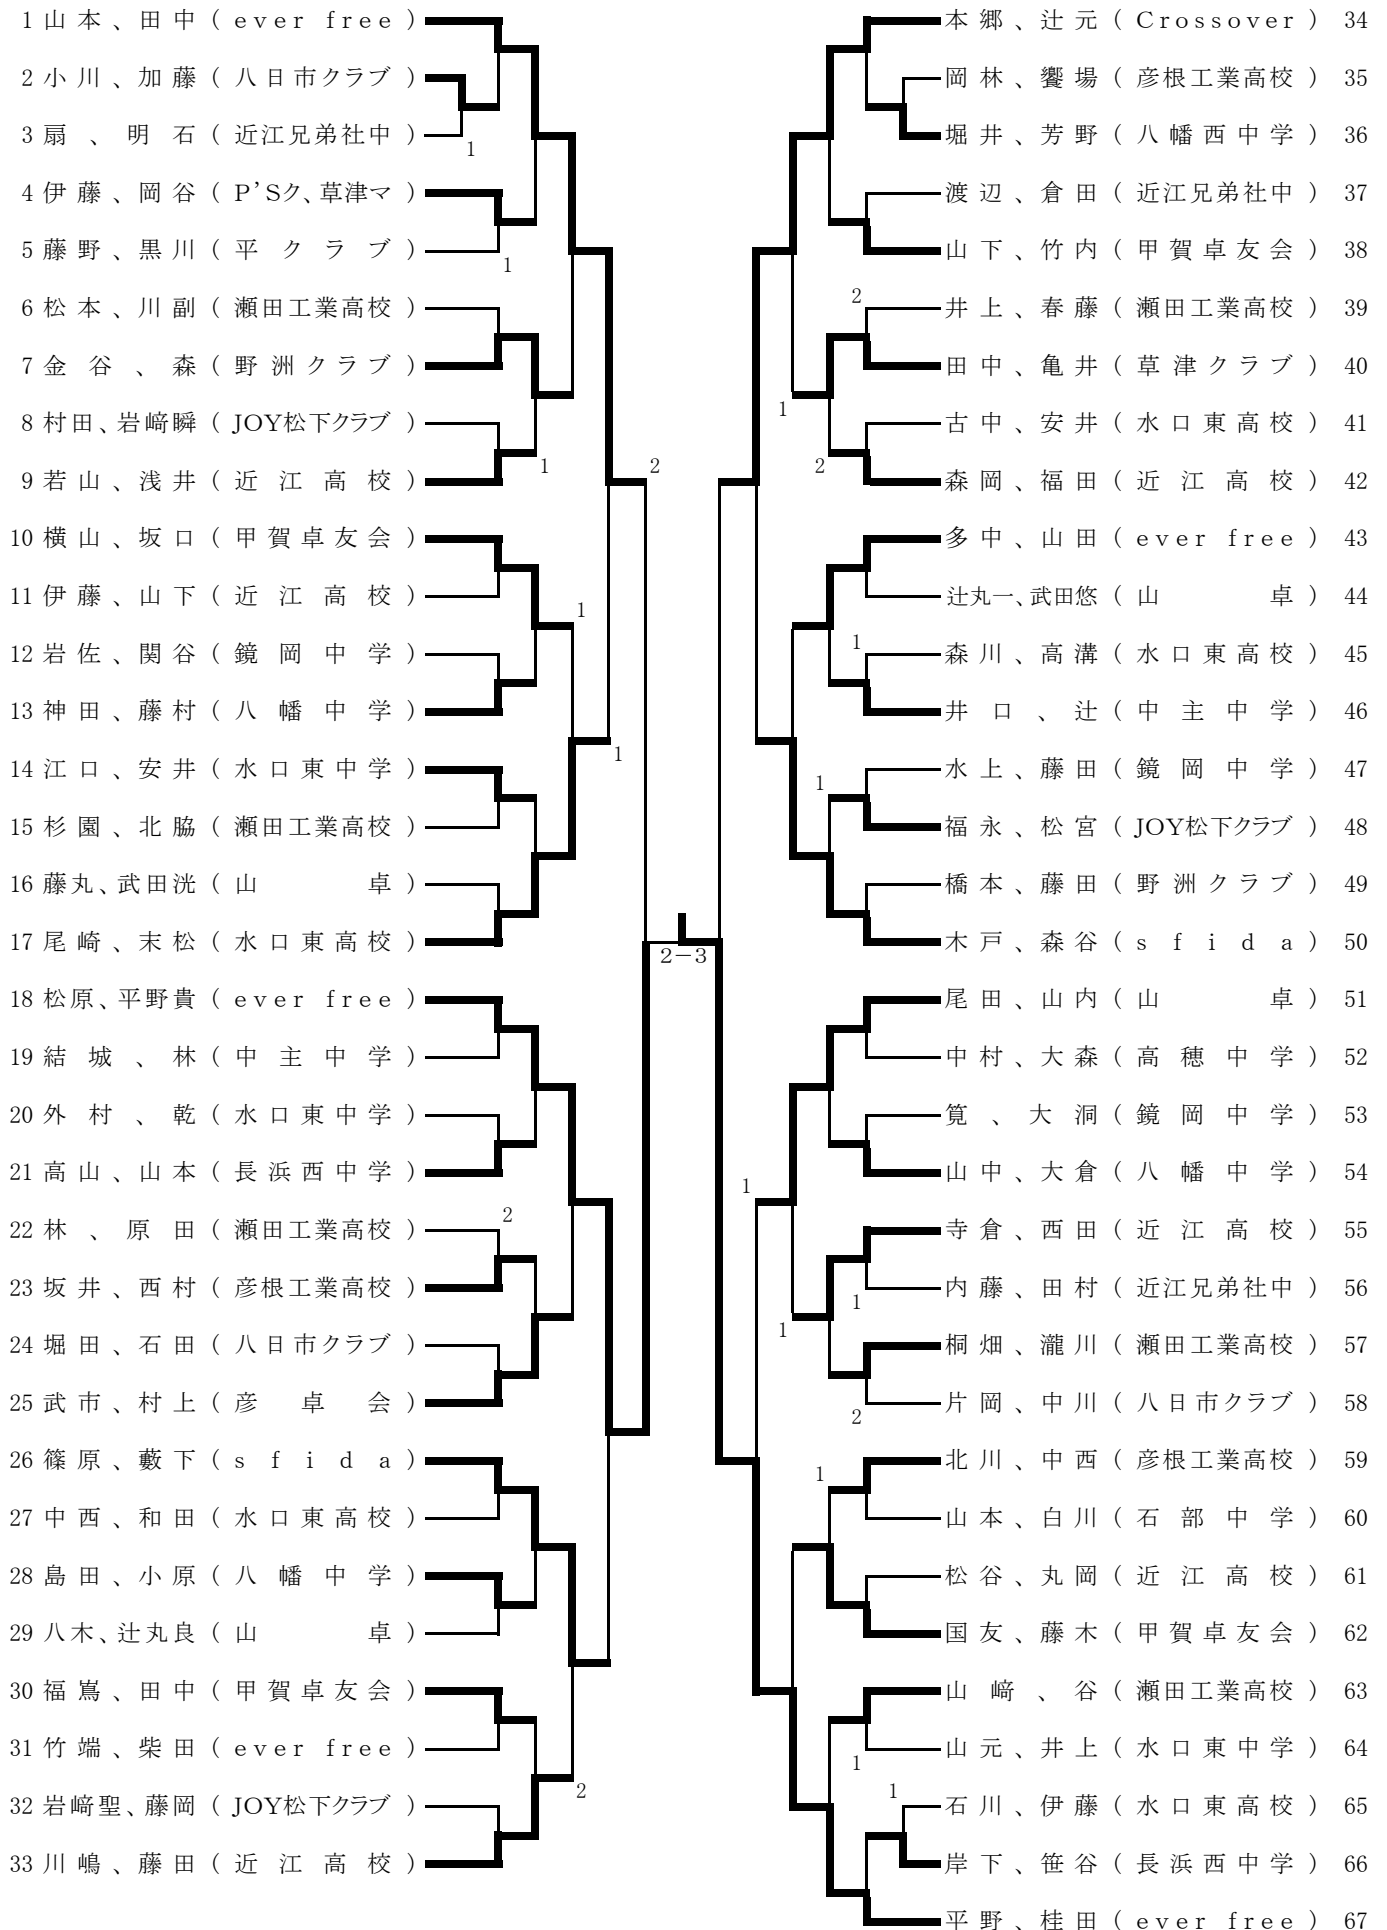 1 山本、田中 ( ever free )
2 小川、加藤 ( 八日市クラブ )
3 扇、明石 ( 近江兄弟社中 )
1
4 伊藤、岡谷 ( P'Sク、草津マ )
5 藤野、黒川 ( 平クラブ )
1
6 松本、川副 ( 瀬田工業高校 )
7 金谷、森 ( 野洲クラブ )
8 村田、岩﨑瞬 ( JOY松下クラブ )
1
9 若山、浅井 ( 近江高校 )
2
10 横山、坂口 ( 甲賀卓友会 )
11 伊藤、山下 ( 近江高校 )
1
12 岩佐、関谷 ( 鏡岡中学 )
13 神田、藤村 ( 八幡中学 )
1
14 江口、安井 ( 水口東中学 )
15 杉園、北脇 ( 瀬田工業高校 )
16 藤丸、武田洸 ( 山卓 )
17 尾崎、末松 ( 水口東高校 )
2−3
18 松原、平野貴 ( ever free )
19 結城、林 ( 中主中学 )
20 外村、乾 ( 水口東中学 )
21 高山、山本 ( 長浜西中学 )
2
22 林、原田 ( 瀬田工業高校 )
23 坂井、西村 ( 彦根工業高校 )
24 堀田、石田 ( 八日市クラブ )
25 武市、村上 ( 彦卓会 )
26 篠原、藪下 ( sfida )
27 中西、和田 ( 水口東高校 )
28 島田、小原 ( 八幡中学 )
29 八木、辻丸良 ( 山卓 )
30 福嶌、田中 ( 甲賀卓友会 )
31 竹端、柴田 ( ever free )
2
32 岩﨑聖、藤岡 ( JOY松下クラブ )
33 川嶋、藤田 ( 近江高校 )
本郷、辻元 ( Crossover ) 34
岡林、饗場 ( 彦根工業高校 ) 35
堀井、芳野 ( 八幡西中学 ) 36
渡辺、倉田 ( 近江兄弟社中 ) 37
山下、竹内 ( 甲賀卓友会 ) 38
2
井上、春藤 ( 瀬田工業高校 ) 39
田中、亀井 ( 草津クラブ ) 40
1
古中、安井 ( 水口東高校 ) 41
2
森岡、福田 ( 近江高校 ) 42
多中、山田 ( ever free ) 43
辻丸一、武田悠 ( 山卓 ) 44
1
森川、高溝 ( 水口東高校 ) 45
井口、辻 ( 中主中学 ) 46
水上、藤田 ( 鏡岡中学 ) 47
1
福永、松宮 ( JOY松下クラブ ) 48
橋本、藤田 ( 野洲クラブ ) 49
木戸、森谷 ( sfida ) 50
尾田、山内 ( 山卓 ) 51
中村、大森 ( 高穂中学 ) 52
筧、大洞 ( 鏡岡中学 ) 53
山中、大倉 ( 八幡中学 ) 54
1
寺倉、西田 ( 近江高校 ) 55
内藤、田村 ( 近江兄弟社中 ) 56
1
1
桐畑、瀧川 ( 瀬田工業高校 ) 57
片岡、中川 ( 八日市クラブ ) 58
2
北川、中西 ( 彦根工業高校 ) 59
1
山本、白川 ( 石部中学 ) 60
松谷、丸岡 ( 近江高校 ) 61
国友、藤木 ( 甲賀卓友会 ) 62
山﨑、谷 ( 瀬田工業高校 ) 63
山元、井上 ( 水口東中学 ) 64
1
1
石川、伊藤 ( 水口東高校 ) 65
岸下、笹谷 ( 長浜西中学 ) 66
平野、桂田 ( ever free ) 67